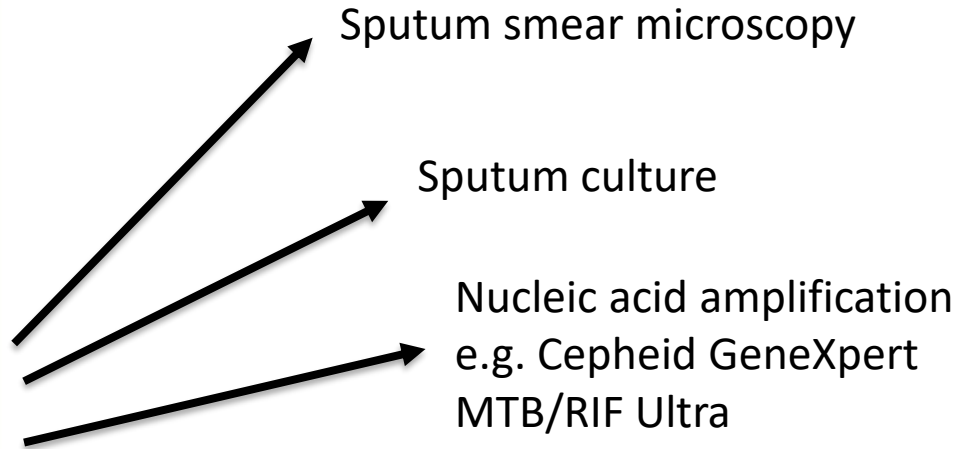 Sputum smear microscopy
Sputum culture
Nucleic acid amplification
e.g. Cepheid GeneXpert
MTB/RIF Ultra